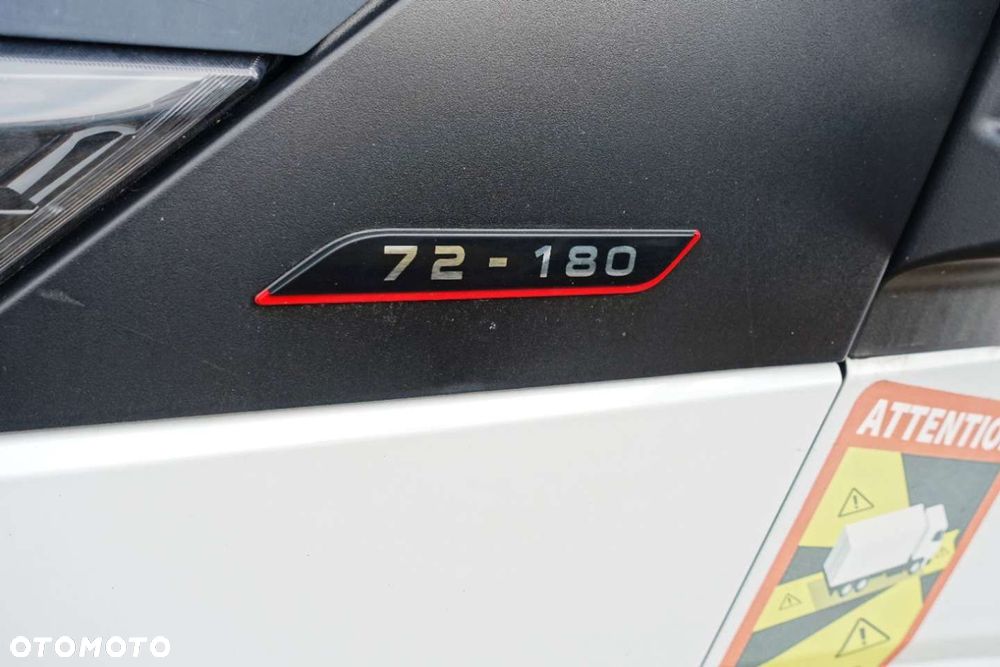 72 - 180
ATTENTIO
OTOMOTO